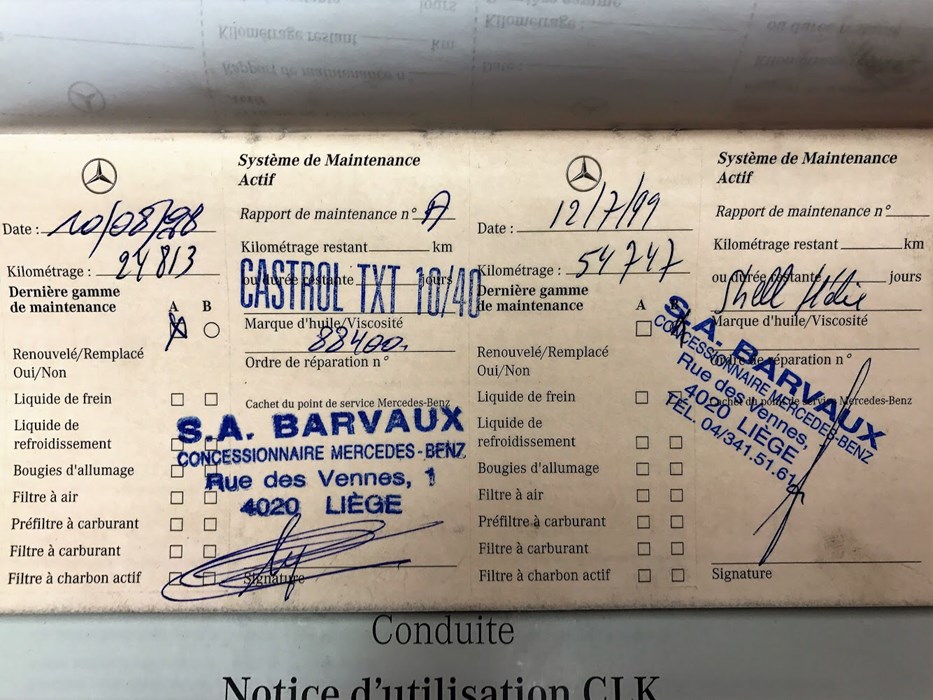 Système de Maintenance
Actif
Date : 10/08/98
Rapport de maintenance n° A
Kilométrage restant km
Kilométrage : 24813
ou durée restante jours
CASTROL TXT 10/40
Dernière gamme
de maintenance
A B
Marque d'huile/Viscosité
88400
Ordre de réparation n°
Renouvelé/Remplacé
Oui/Non
Liquide de frein
Cachet du point de service Mercedes-Benz
Liquide de
refroidissement
S.A. BARVAUX
CONCESSIONNAIRE MERCEDES-BENZ
Rue des Vennes, 1
4020 LIÈGE
Bougies d'allumage
Filtre à air
Préfiltre à carburant
Filtre à carburant
Filtre à charbon actif
Signature
Système de Maintenance
Actif
Date : 12/7/99
Rapport de maintenance n°
Kilométrage restant km
Kilométrage : 54747
ou durée restante jours
Shell
Dernière gamme
de maintenance
A B
Marque d'huile/Viscosité
Ordre de réparation n°
Renouvelé/Remplacé
Oui/Non
Liquide de frein
Cachet du point de service Mercedes-Benz
Liquide de
refroidissement
S.A. BARVAUX
CONCESSIONNAIRE MERCEDES-BENZ
Rue des Vennes,
4020 LIÈGE
TÉL. 04/341.51.61
Bougies d'allumage
Filtre à air
Préfiltre à carburant
Filtre à carburant
Filtre à charbon actif
Signature
Conduite
Notice d'utilisation CLK